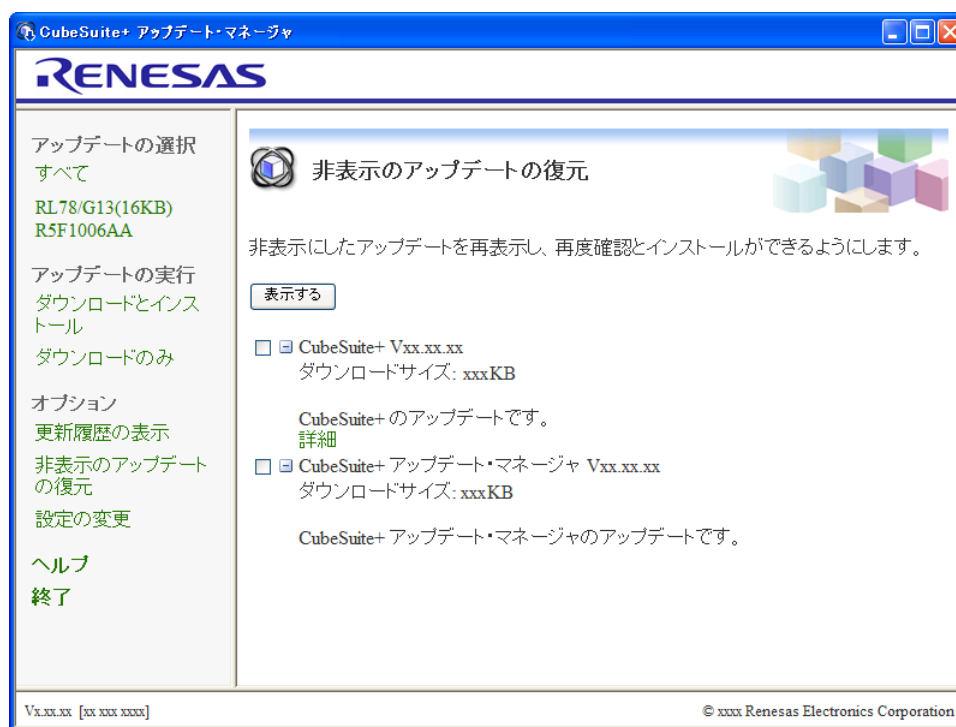 CubeSuite+ アップデート・マネージャ
RENESAS
アップデートの選択
すべて
RL78/G13(16KB)
R5F1006AA
アップデートの実行
ダウンロードとインス
トール
ダウンロードのみ
オプション
更新履歴の表示
非表示のアップデート
の復元
設定の変更
ヘルプ
終了
非表示のアップデートの復元
非表示にしたアップデートを再表示し、再度確認とインストールができるようにします。
表示する
CubeSuite+ Vxx.xx.xx
ダウンロードサイズ: xxxKB
CubeSuite+ のアップデートです。
詳細
CubeSuite+ アップデート・マネージャ Vxx.xx.xx
ダウンロードサイズ: xxxKB
CubeSuite+ アップデート・マネージャのアップデートです。
Vx.xx.xx [xx xxx xxxx]
© xxxx Renesas Electronics Corporation.